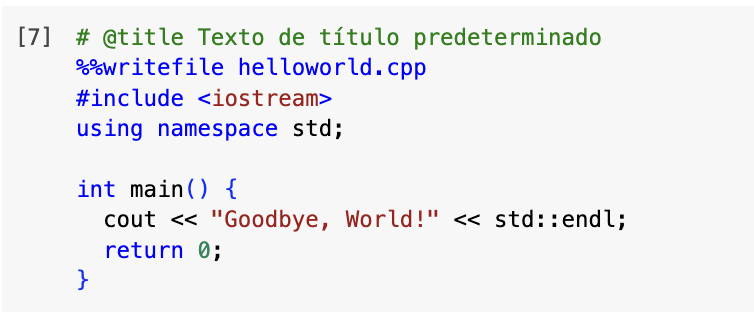 [7] # @title Texto de título predeterminado
%%writefile helloworld.cpp
#include <iostream>
using namespace std;

int main() {
  cout << "Goodbye, World!" << std::endl;
  return 0;
}